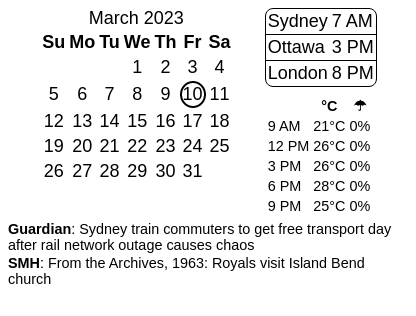 March 2023
Su Mo Tu We Th Fr Sa
1 2 3 4
5 6 7 8 9 10 11
12 13 14 15 16 17 18
19 20 21 22 23 24 25
26 27 28 29 30 31
Sydney 7 AM
Ottawa 3 PM
London 8 PM
°C ☂
9 AM 21°C 0%
12 PM 26°C 0%
3 PM 26°C 0%
6 PM 28°C 0%
9 PM 25°C 0%
Guardian: Sydney train commuters to get free transport day
after rail network outage causes chaos
SMH: From the Archives, 1963: Royals visit Island Bend
church